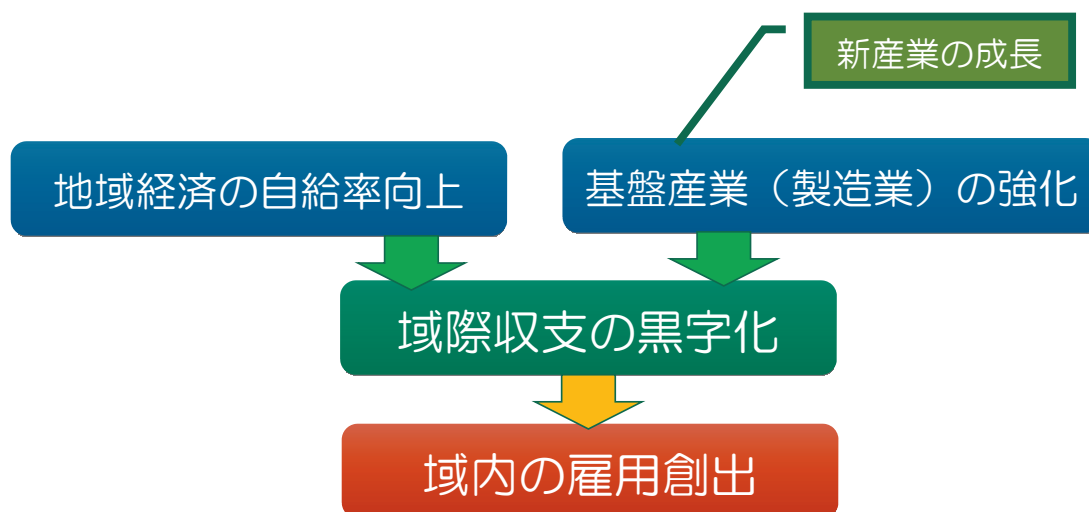 新産業の成長
地域経済の自給率向上
基盤産業（製造業）の強化
域際収支の黒字化
域内の雇用創出